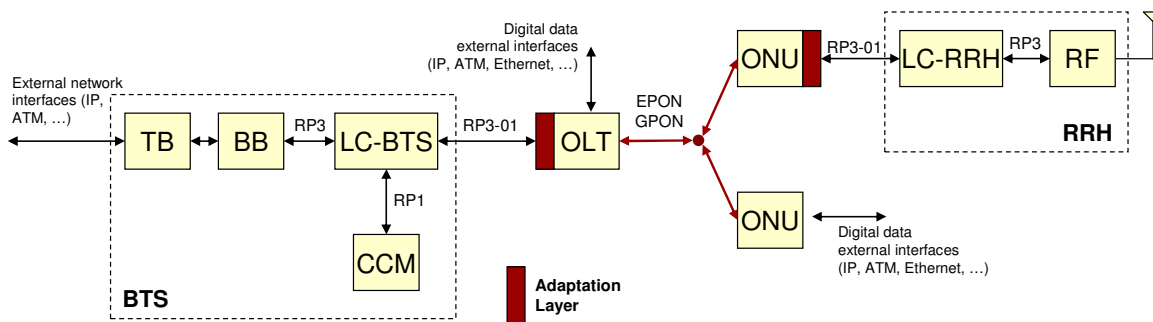 External network
interfaces (IP,
ATM, …)
TB
BB
RP3
LC-BTS
RP1
CCM
BTS
RP3-01
Digital data
external interfaces
(IP, ATM, Ethernet, …)
OLT
EPON
GPON
ONU
RP3-01
LC-RRH
RP3
RF
RRH
ONU
Digital data
external interfaces
(IP, ATM, Ethernet, …)
Adaptation
Layer